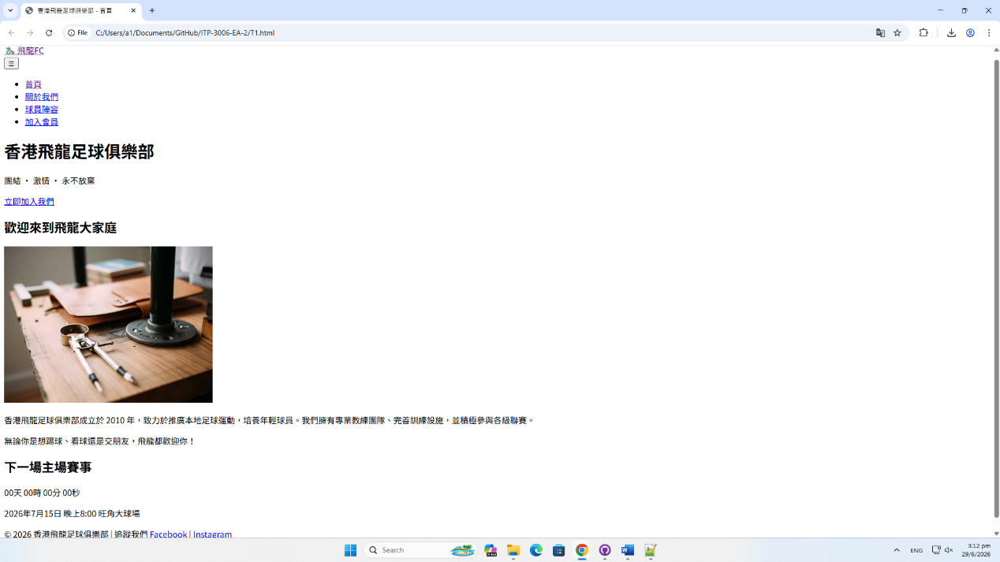 香港飛龍足球俱樂部 - 首頁
File
C:/Users/a1/Documents/GitHub/ITP-3006-EA-2/T1.html
飛龍FC
☰
首頁
關於我們
球員陣容
加入會員
香港飛龍足球俱樂部
團結 • 激情 • 永不放棄
立即加入我們
歡迎來到飛龍大家庭
香港飛龍足球俱樂部成立於 2010 年，致力於推廣本地足球運動，培養年輕球員。我們擁有專業教練團隊、完善訓練設施，並積極參與各級聯賽。
無論你是想踢球、看球還是交朋友，飛龍都歡迎你！
下一場主場賽事
00天 00時 00分 00秒
2026年7月15日 晚上8:00 旺角大球場
© 2026 香港飛龍足球俱樂部 | 追蹤我們 Facebook | Instagram
Search
ENG
3:12 pm
29/6/2026